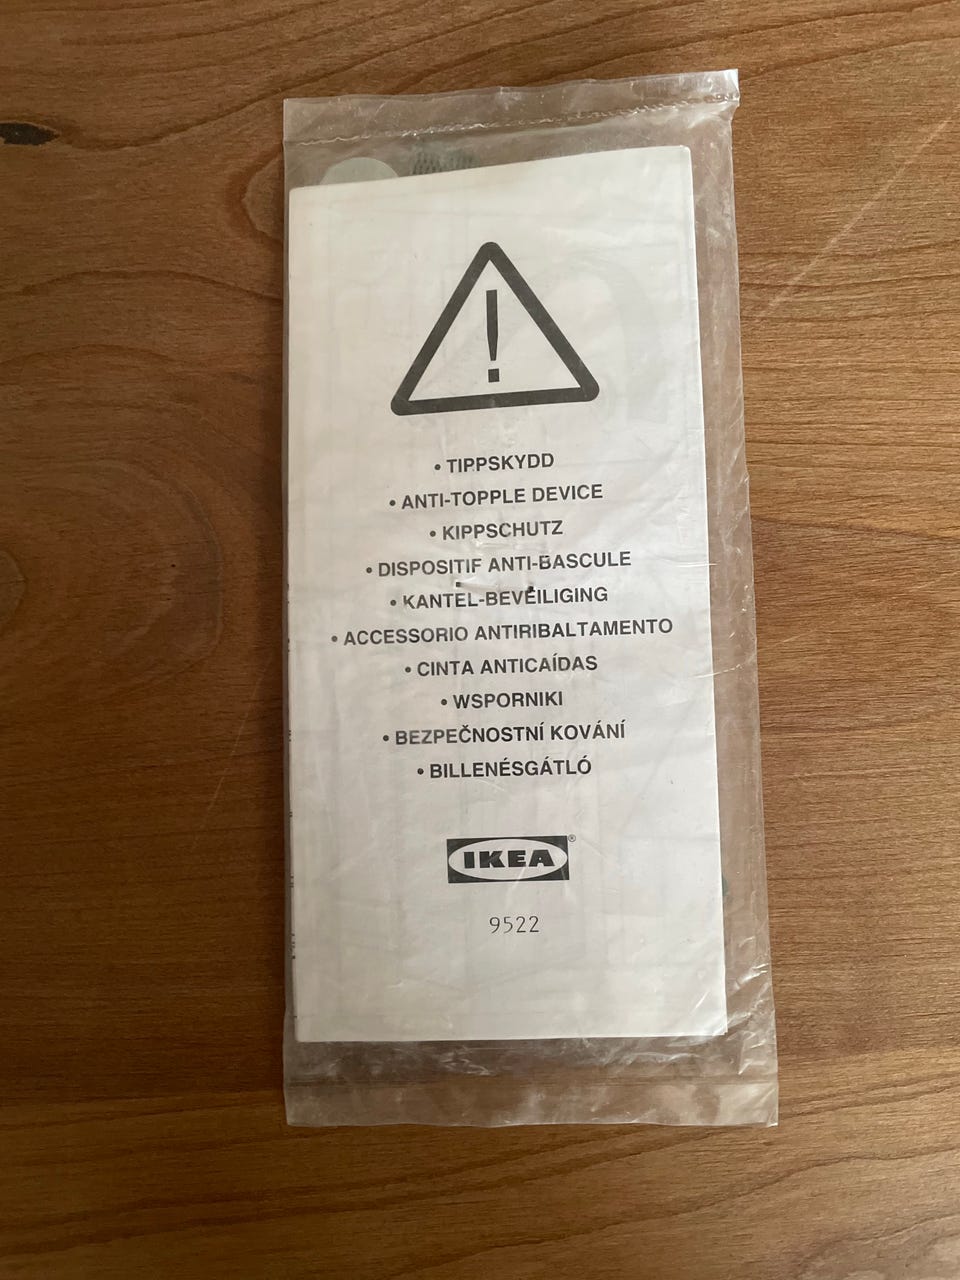 !
• TIPPSKYDD
• ANTI-TOPPLE DEVICE
• KIPPSCHUTZ
• DISPOSITIF ANTI-BASCULE
• KANTEL-BEVEILIGING
• ACCESSORIO ANTIRIBALTAMENTO
• CINTA ANTICAÍDAS
• WSPORNIKI
• BEZPEČNOSTNÍ KOVÁNÍ
• BILLENÉSGÁTLÓ
IKEA®
9522